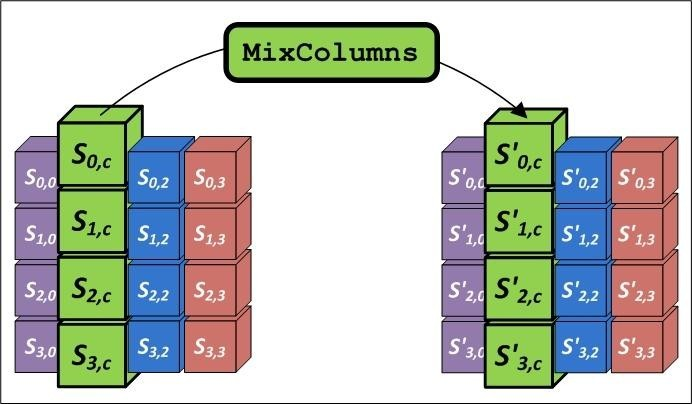 MixColumns
S0,0 S0,c S0,2 S0,3
S1,0 S1,c S1,2 S1,3
S2,0 S2,c S2,2 S2,3
S3,0 S3,c S3,2 S3,3
S'0,0 S'0,c S'0,2 S'0,3
S'1,0 S'1,c S'1,2 S'1,3
S'2,0 S'2,c S'2,2 S'2,3
S'3,0 S'3,c S'3,2 S'3,3